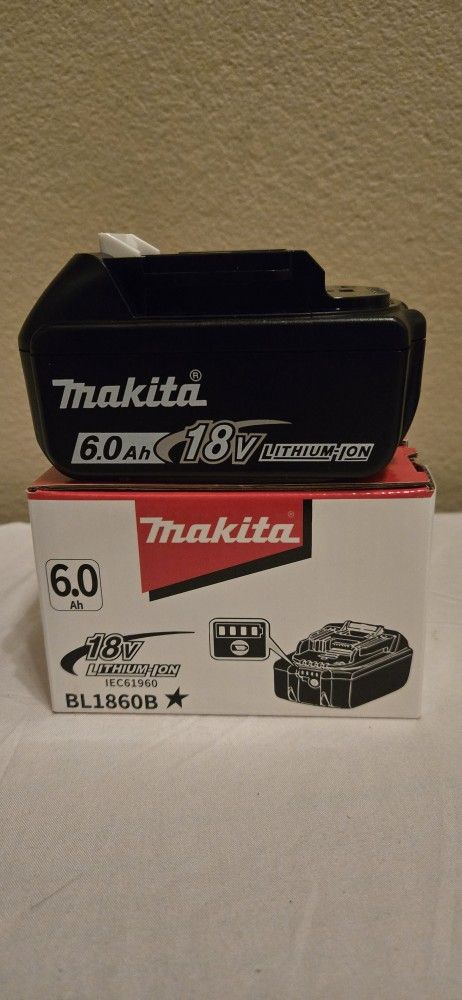 makita®
6.0Ah 18V LITHIUM-ION
makita®
6.0
Ah
18V
LITHIUM-ION
IEC61960
BL1860B ★